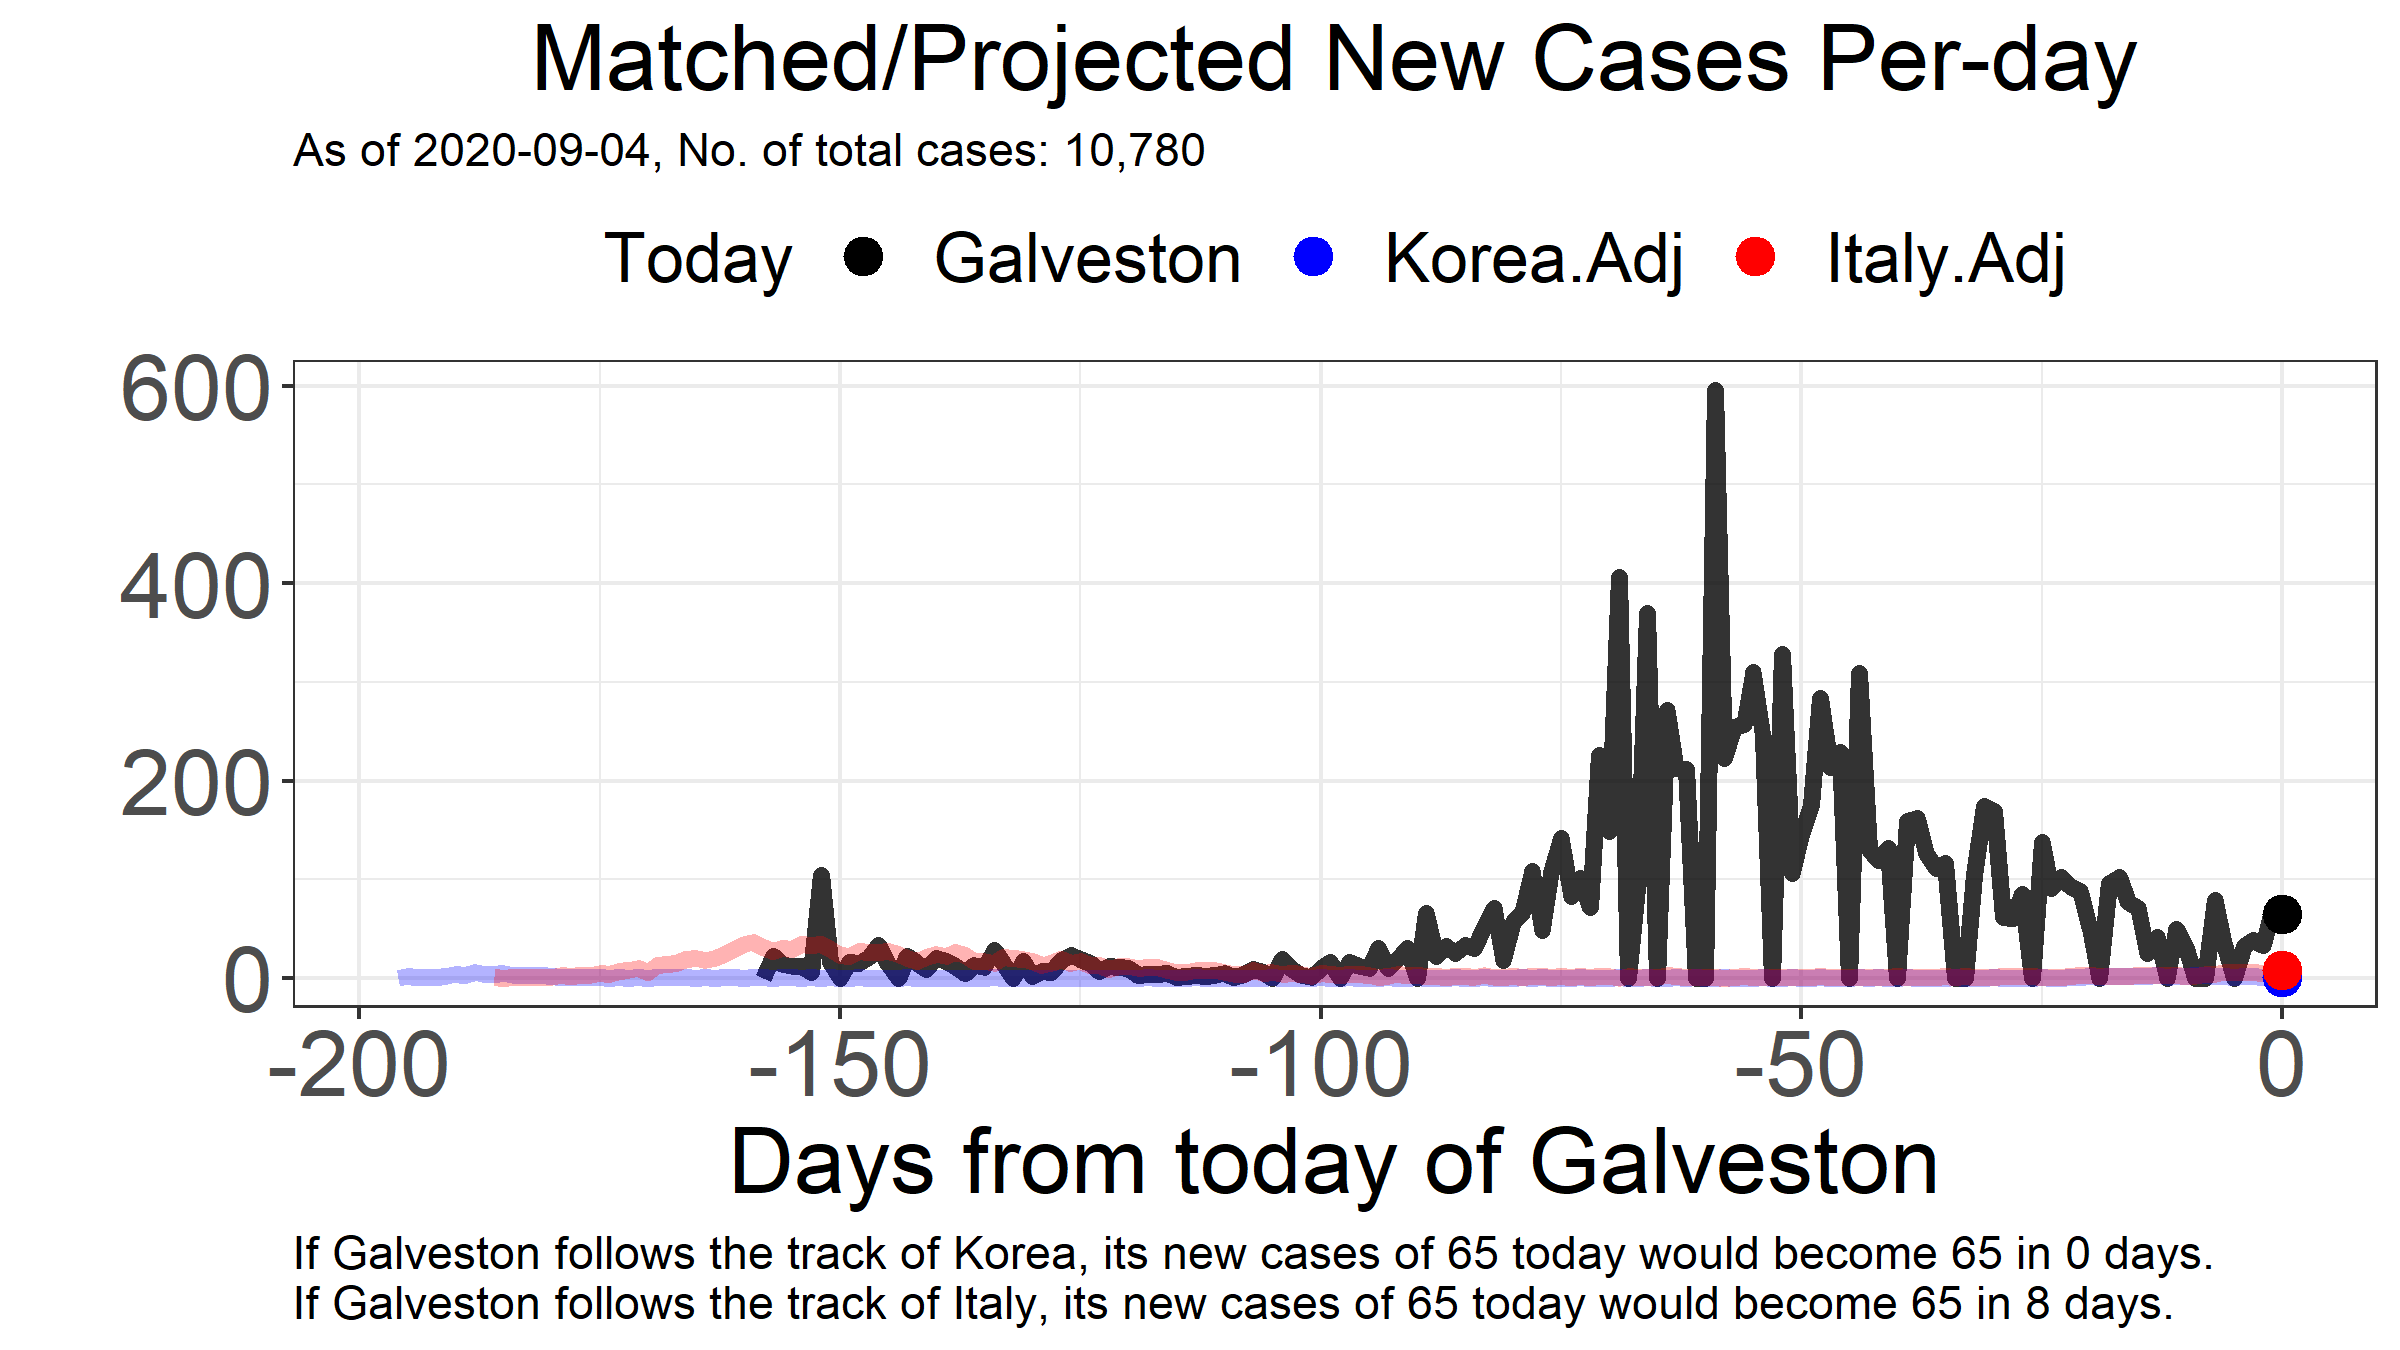 Matched/Projected New Cases Per-day
As of 2020-09-04, No. of total cases: 10,780
Today Galveston Korea.Adj Italy.Adj
600
400
200
0
-200 -150 -100 -50 0
Days from today of Galveston
If Galveston follows the track of Korea, its new cases of 65 today would become 65 in 0 days.
If Galveston follows the track of Italy, its new cases of 65 today would become 65 in 8 days.